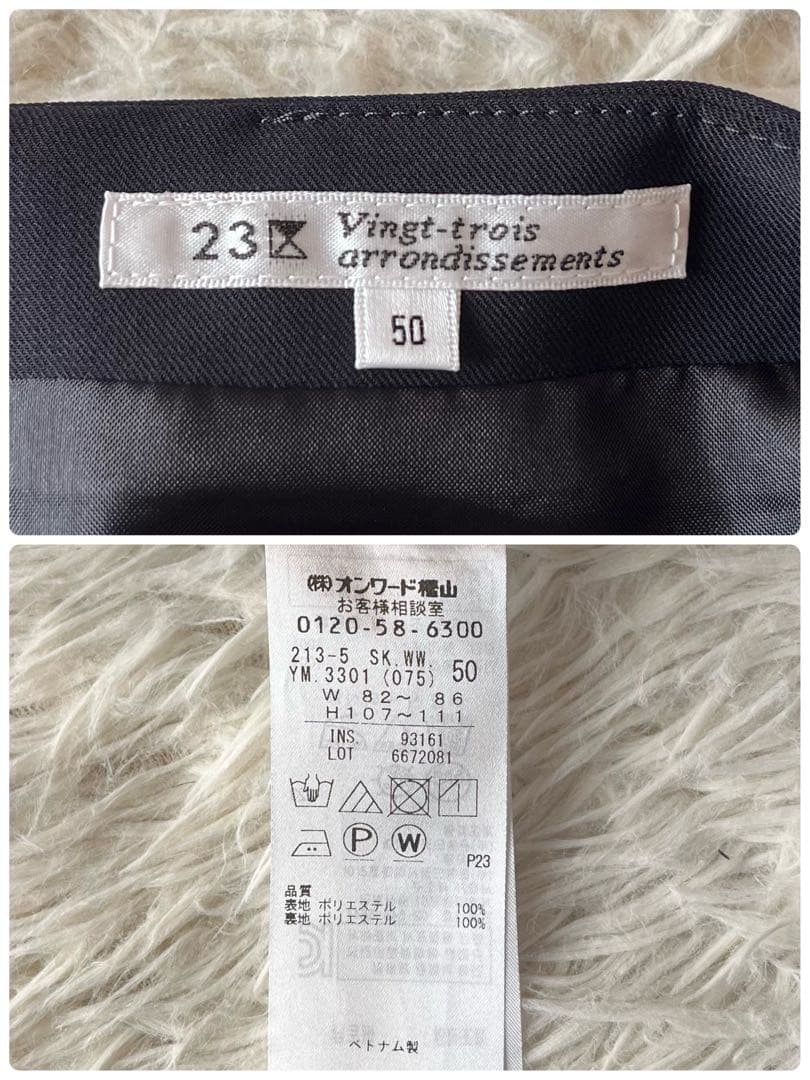 23区 Vingt-trois
arrondissements
50
(株)オンワード樫山
お客様相談室
0120-58-6300
213-5 SK.WW.
YM.3301 (075) 50
W 82〜 86
H107〜111
INS. 93161
LOT 6672081
P W
P23
品質
表地 ポリエステル 100%
裏地 ポリエステル 100%
ベトナム製